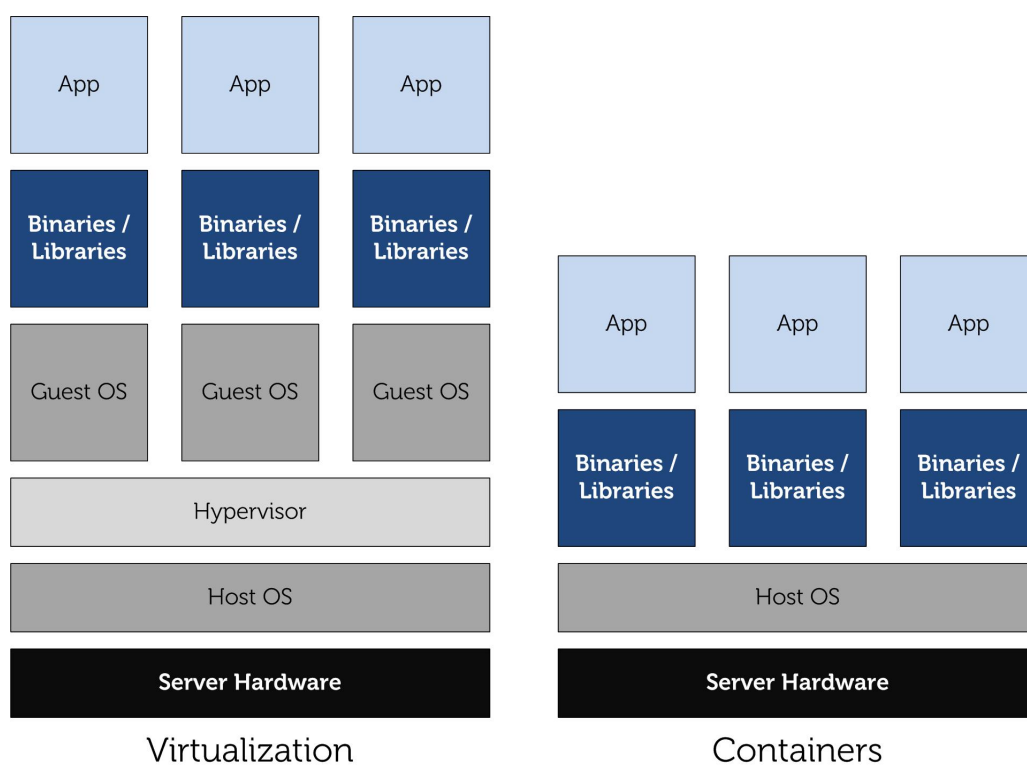 App
App
App
Binaries /
Libraries
Binaries /
Libraries
Binaries /
Libraries
Guest OS
Guest OS
Guest OS
Hypervisor
Host OS
Server Hardware
Virtualization
App
App
App
Binaries /
Libraries
Binaries /
Libraries
Binaries /
Libraries
Host OS
Server Hardware
Containers